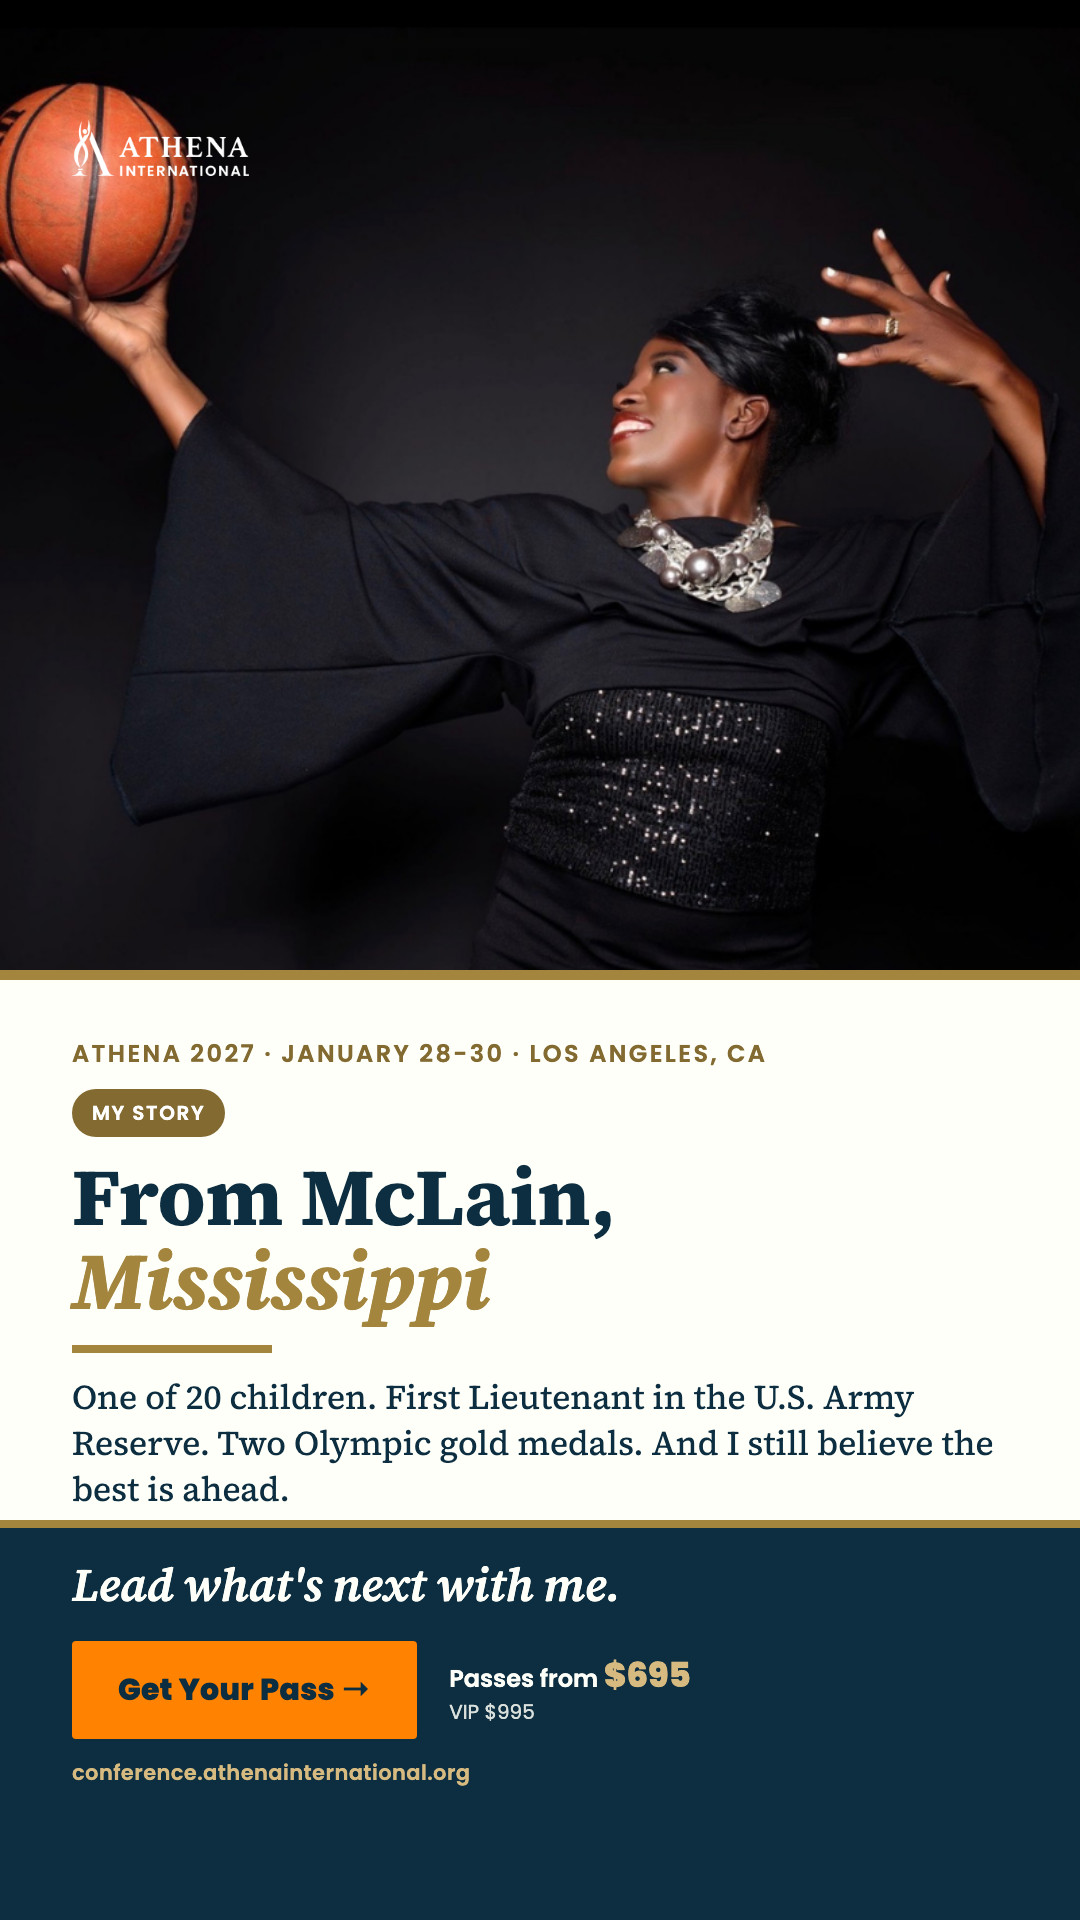 ATHENA
INTERNATIONAL
ATHENA 2027 · JANUARY 28-30 · LOS ANGELES, CA
MY STORY
From McLain,
Mississippi
One of 20 children. First Lieutenant in the U.S. Army
Reserve. Two Olympic gold medals. And I still believe the
best is ahead.
Lead what's next with me.
Get Your Pass →
Passes from $695
VIP $995
conference.athenainternational.org